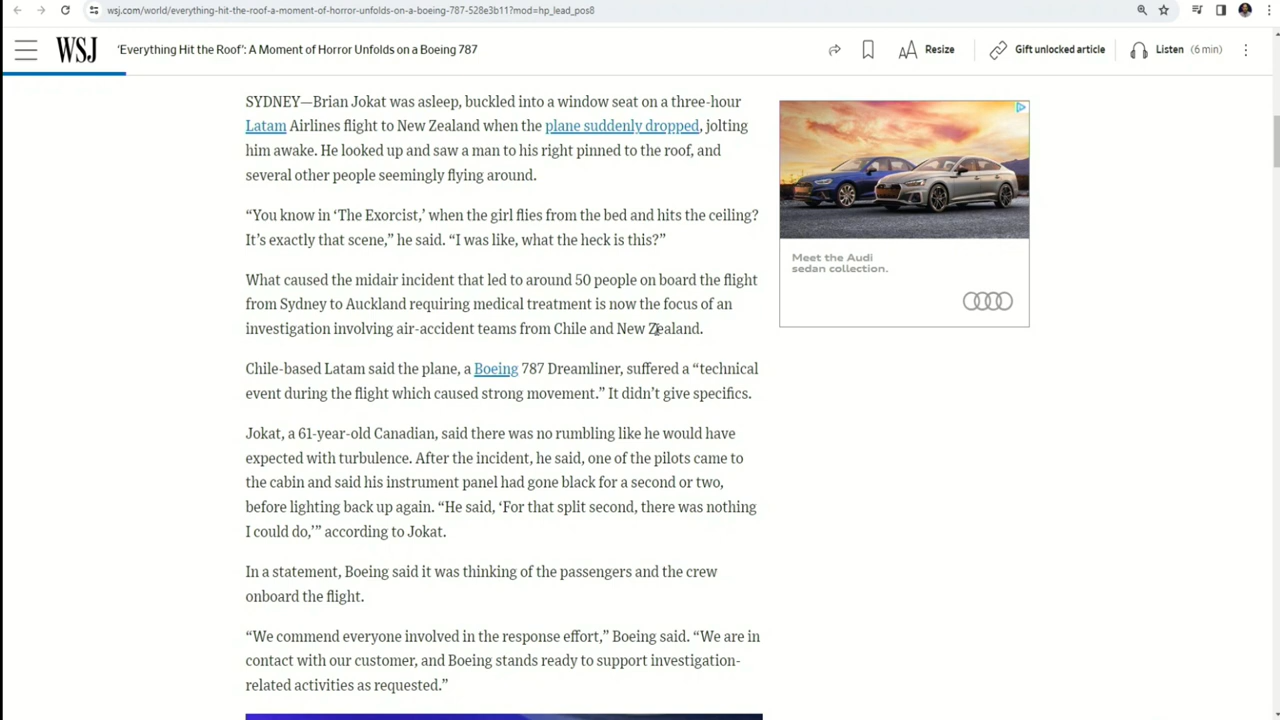 wsj.com/world/everything-hit-the-roof-a-moment-of-horror-unfolds-on-a-boeing-787-528e3b11?mod=hp_lead_pos8
WSJ
‘Everything Hit the Roof’: A Moment of Horror Unfolds on a Boeing 787
AA Resize
Gift unlocked article
Listen (6 min)
SYDNEY—Brian Jokat was asleep, buckled into a window seat on a three-hour
Latam Airlines flight to New Zealand when the plane suddenly dropped, jolting
him awake. He looked up and saw a man to his right pinned to the roof, and
several other people seemingly flying around.
“You know in ‘The Exorcist,’ when the girl flies from the bed and hits the ceiling?
It’s exactly that scene,” he said. “I was like, what the heck is this?”
What caused the midair incident that led to around 50 people on board the flight
from Sydney to Auckland requiring medical treatment is now the focus of an
investigation involving air-accident teams from Chile and New Zealand.
Chile-based Latam said the plane, a Boeing 787 Dreamliner, suffered a “technical
event during the flight which caused strong movement.” It didn’t give specifics.
Jokat, a 61-year-old Canadian, said there was no rumbling like he would have
expected with turbulence. After the incident, he said, one of the pilots came to
the cabin and said his instrument panel had gone black for a second or two,
before lighting back up again. “He said, ‘For that split second, there was nothing
I could do,’” according to Jokat.
In a statement, Boeing said it was thinking of the passengers and the crew
onboard the flight.
“We commend everyone involved in the response effort,” Boeing said. “We are in
contact with our customer, and Boeing stands ready to support investigation-
related activities as requested.”
Meet the Audi
sedan collection.